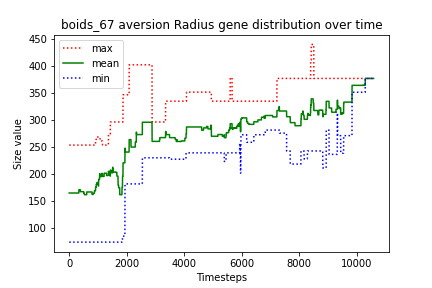 boids_67 aversion Radius gene distribution over time
max
mean
min
Size value
450
400
350
300
250
200
150
100
0
2000
4000
6000
8000
10000
Timesteps